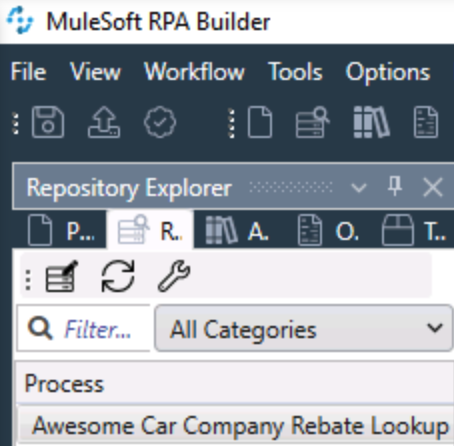 MuleSoft RPA Builder
File View Workflow Tools Options
Repository Explorer
P... R. A. O. T..
Filter... All Categories
Process
Awesome Car Company Rebate Lookup